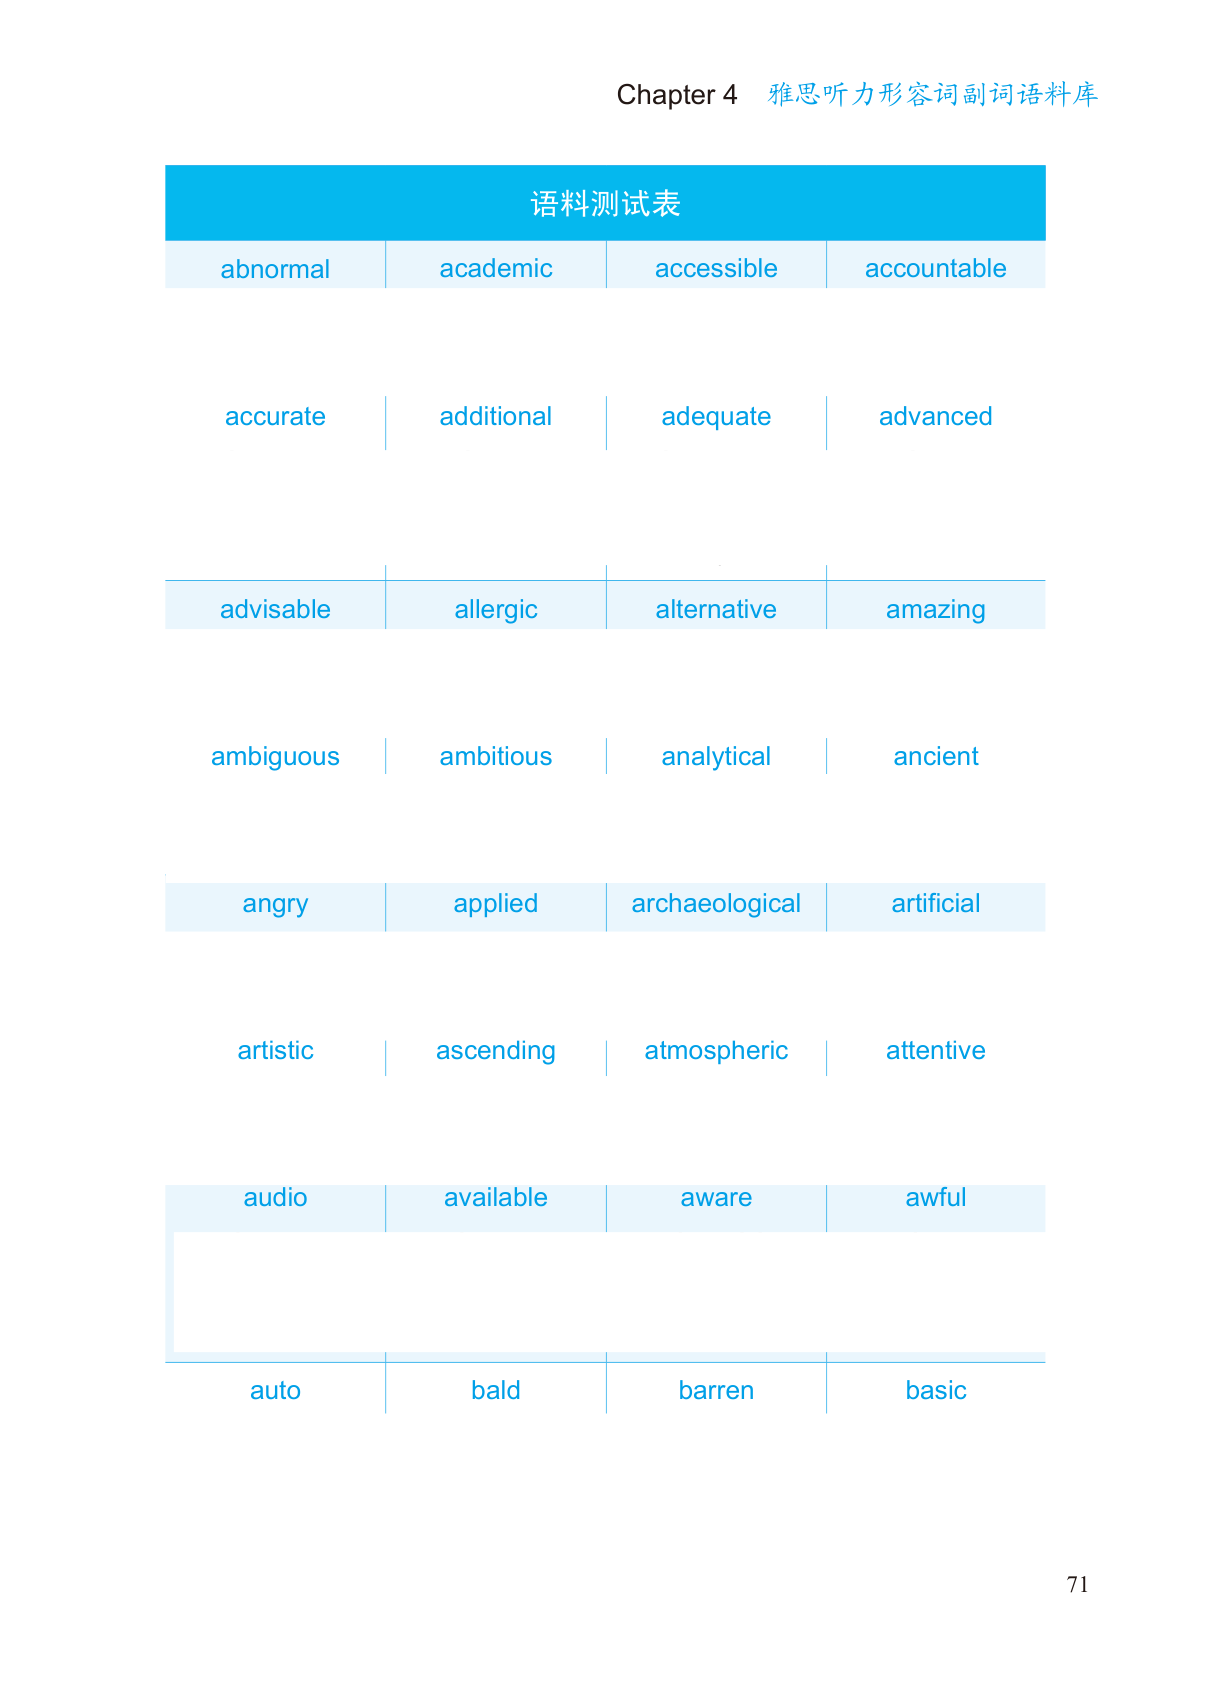 Chapter 4 雅思听力形容词副词语料库
语料测试表
abnormal academic accessible accountable
accurate additional adequate advanced
advisable allergic alternative amazing
ambiguous ambitious analytical ancient
angry applied archaeological artificial
artistic ascending atmospheric attentive
audio available aware awful
auto bald barren basic
71